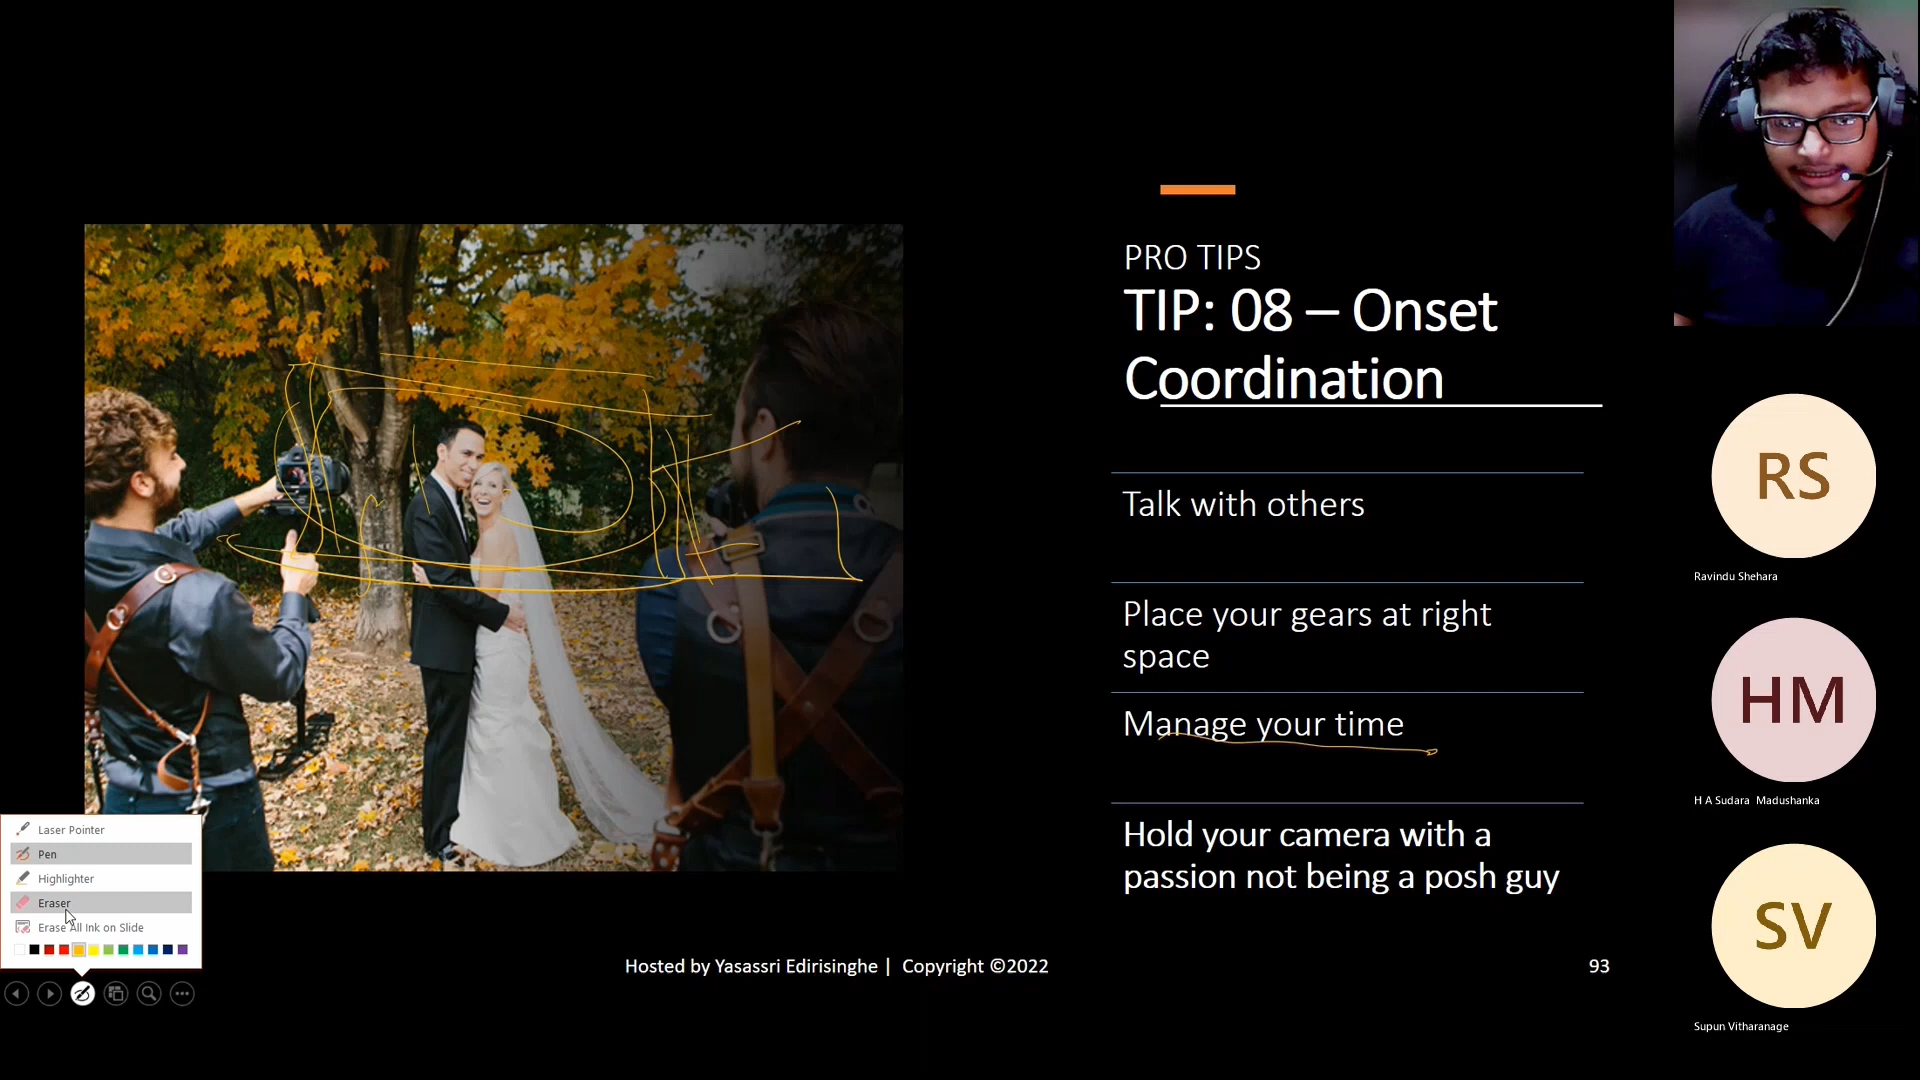 PRO TIPS
TIP: 08 – Onset
Coordination
Talk with others
Place your gears at right
space
Manage your time
Hold your camera with a
passion not being a posh guy
Hosted by Yasassri Edirisinghe | Copyright ©2022
93
Laser Pointer
Pen
Highlighter
Eraser
Erase All Ink on Slide
RS
Ravindu Shehara
HM
H A Sudara Madushanka
SV
Supun Vitharanage